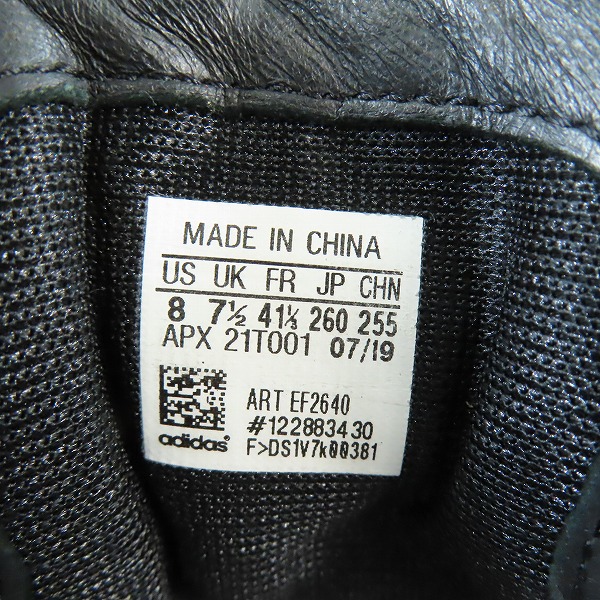 MADE IN CHINA
US UK FR JP CHN
8 7½ 41⅓ 260 255
APX 21T001 07/19
ART EF2640
#122883430
adidas F>DS1V7k00381